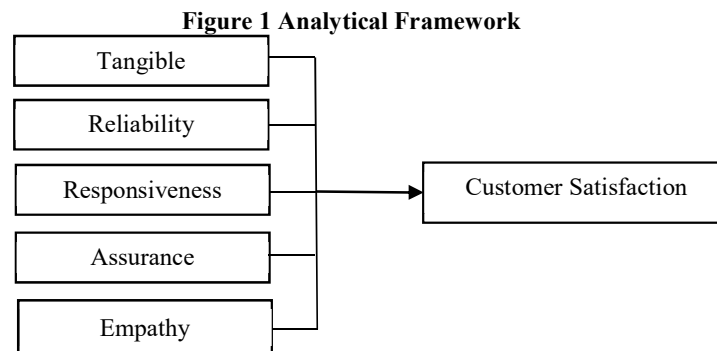 Figure 1 Analytical Framework
Tangible
Reliability
Responsiveness
Customer Satisfaction
Assurance
Empathy